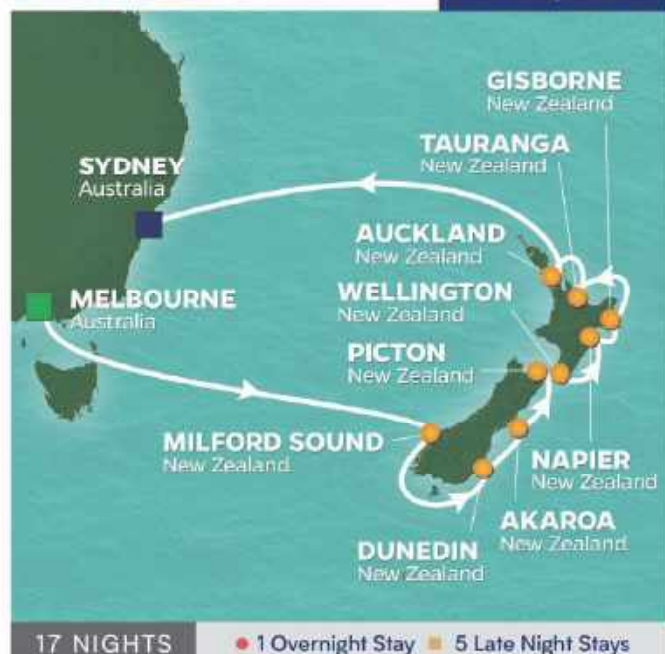 GISBORNE
New Zealand
TAURANGA
New Zealand
SYDNEY
Australia
AUCKLAND
New Zealand
WELLINGTON
New Zealand
MELBOURNE
Australia
PICTON
New Zealand
MILFORD SOUND
New Zealand
NAPIER
New Zealand
AKAROA
New Zealand
DUNEDIN
New Zealand
17 NIGHTS
1 Overnight Stay
5 Late Night Stays